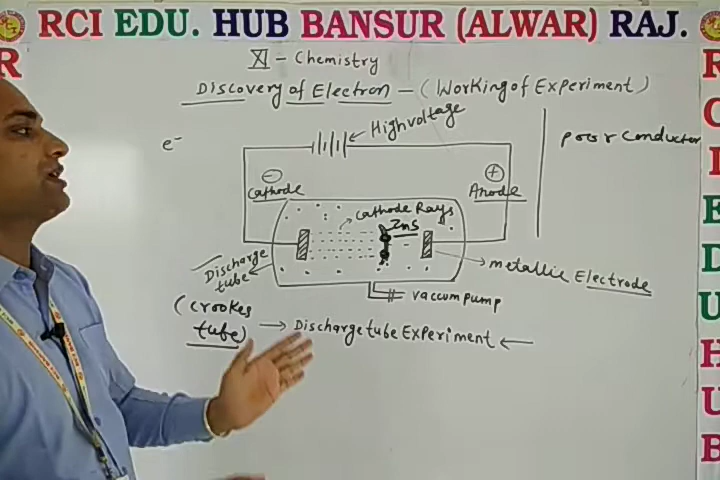 RCI EDU. HUB BANSUR (ALWAR) RAJ.
XI - Chemistry
Discovery of Electron - (Working of Experiment)
e-
High voltage
Poor conductor
- Cathode
+ Anode
Cathode Rays
ZnS
Discharge
tube
metallic Electrode
vaccum pump
(Crookes
tube)
→ Discharge tube Experiment ←
R
R
C
I
E
D
U
H
U
B